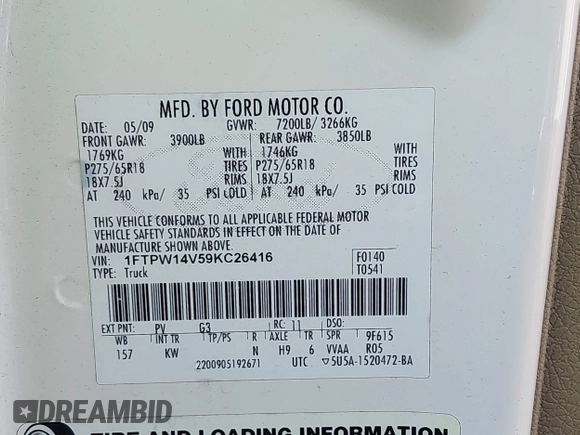 MFD. BY FORD MOTOR CO.
DATE: 05/09 GVWR: 7200LB/ 3266KG
FRONT GAWR: 3900LB REAR GAWR: 3850LB
1769KG WITH 1746KG WITH
P275/65R18 TIRES P275/65R18 TIRES
18X7.5J RIMS 18X7.5J RIMS
AT 240 kPa/ 35 PSI COLD AT 240 kPa/ 35 PSI COLD
THIS VEHICLE CONFORMS TO ALL APPLICABLE FEDERAL MOTOR
VEHICLE SAFETY STANDARDS IN EFFECT ON THE DATE OF
MANUFACTURE SHOWN ABOVE.
VIN: 1FTPW14V59KC26416 F0140
TYPE: Truck T0541
EXT PNT: PV G3 RC: 11 DSO:
WB INT TR TP/PS R AXLE TR SPR 9F615
157 KW N H9 6 VVAA R05
2200905192671 UTC ▽5U5A-1520472-BA
TIRE AND LOADING INFORMATION
DREAMBID